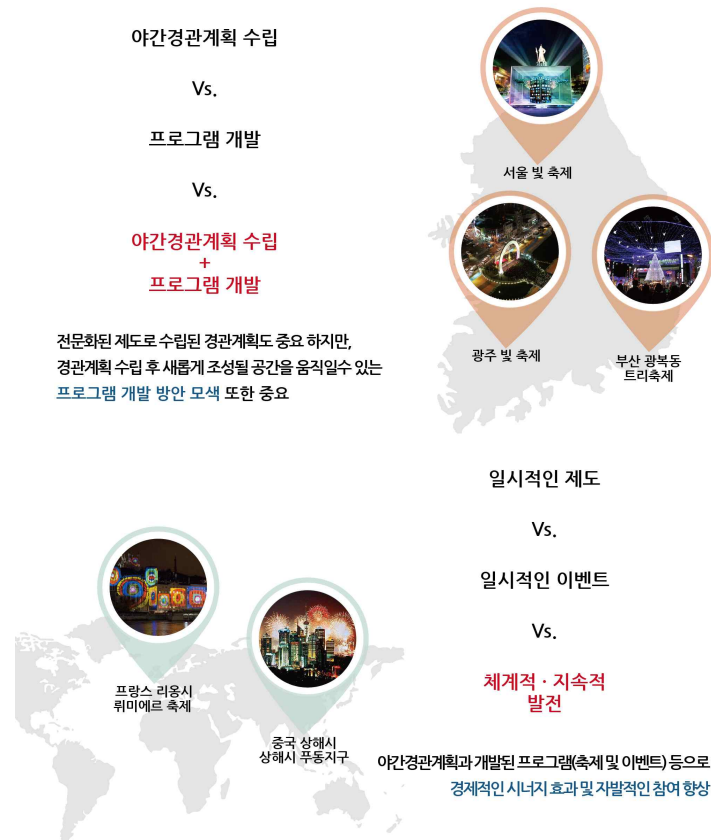 야간경관계획 수립
Vs.
프로그램 개발
Vs.
야간경관계획 수립
+
프로그램 개발
전문화된 제도로 수립된 경관계획도 중요 하지만,
경관계획 수립 후 새롭게 조성될 공간을 움직일수 있는
프로그램 개발 방안 모색 또한 중요
서울 빛 축제
광주 빛 축제
부산 광복동
트리축제
프랑스 리옹시
뤼미에르 축제
중국 상해시
상해시 푸동지구
일시적인 제도
Vs.
일시적인 이벤트
Vs.
체계적 · 지속적
발전
야간경관계획과 개발된 프로그램(축제 및 이벤트) 등으로
경제적인 시너지 효과 및 자발적인 참여 향상